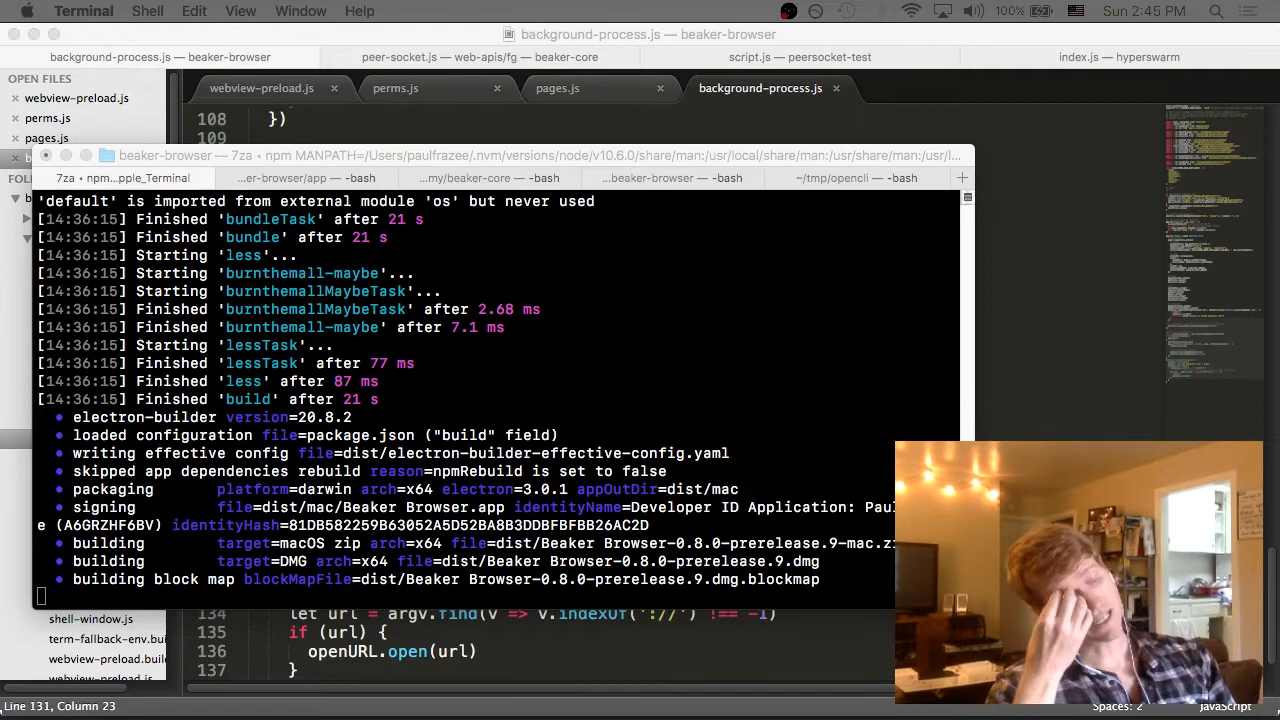 Terminal Shell Edit View Window Help 100% Sun 2:45 PM
background-process.js — beaker-browser
background-process.js — beaker-browser peer-socket.js — web-apis/fg — beaker-core script.js — peersocket-test index.js — hyperswarm
OPEN FILES
webview-preload.js
perms.js
pages.js
webview-preload.js perms.js pages.js background-process.js
108 })
109
beaker-browser — 7za ◂ npm MANPATH=/Users/paulfrazee/.nvm/versions/node/v10.6.0/share/man:/usr/local/share/man:/usr/share/man:/usr/l…
7za ◂ npm...pple_Terminal ...er-browser/app — -bash ...my/beaker-browser — -bash ...beaker-browser — -bash ~/tmp/opencli — -bash
'default' is imported from external module 'os' but never used
[14:36:15] Finished 'bundleTask' after 21 s
[14:36:15] Finished 'bundle' after 21 s
[14:36:15] Starting 'less'...
[14:36:15] Starting 'burnthemall-maybe'...
[14:36:15] Starting 'burnthemallMaybeTask'...
[14:36:15] Finished 'burnthemallMaybeTask' after 2.68 ms
[14:36:15] Finished 'burnthemall-maybe' after 7.1 ms
[14:36:15] Starting 'lessTask'...
[14:36:15] Finished 'lessTask' after 77 ms
[14:36:15] Finished 'less' after 87 ms
[14:36:15] Finished 'build' after 21 s
• electron-builder version=20.8.2
• loaded configuration file=package.json ("build" field)
• writing effective config file=dist/electron-builder-effective-config.yaml
• skipped app dependencies rebuild reason=npmRebuild is set to false
• packaging platform=darwin arch=x64 electron=3.0.1 appOutDir=dist/mac
• signing file=dist/mac/Beaker Browser.app identityName=Developer ID Application: Paul
e (A6GRZHF6BV) identityHash=81DB582259B63052A5D52BA8B9DBFBFBB26AC2D
• building target=macOS zip arch=x64 file=dist/Beaker Browser-0.8.0-prerelease.9-mac.zi
• building target=DMG arch=x64 file=dist/Beaker Browser-0.8.0-prerelease.9.dmg
• building block map blockMapFile=dist/Beaker Browser-0.8.0-prerelease.9.dmg.blockmap
134 let url = argv.find(v => v.indexOf('://') !== -1)
135 if (url) {
136 openURL.open(url)
137 }
shell-window.js
term-fallback-env.buil
webview-preload.build
webview-preload.js
Line 131, Column 23 Spaces: 2 JavaScript